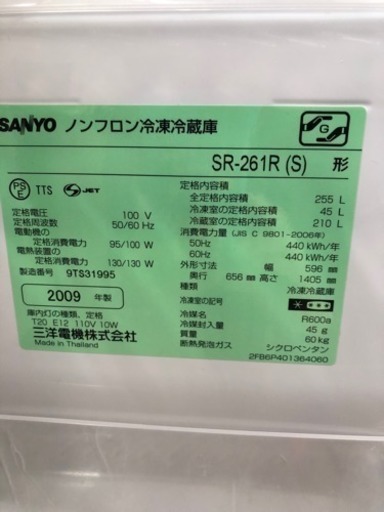 SANYO ノンフロン冷凍冷蔵庫
SR-261R (S) 形
PS E TTS S JET
定格電圧 100 V
定格周波数 50/60 Hz
電動機の
定格消費電力 95/100 W
電熱装置の
定格消費電力 130/130 W
製造番号 9TS31995
2009 年製
庫内灯の種類、定格
T20 E12 110V 10W
三洋電機株式会社
Made in Thailand
定格内容積
全定格内容積 255 L
冷凍室の定格内容積 45 L
冷蔵室の定格内容積 210 L
消費電力量(JIS C 9801-2006年)
50Hz 440 kWh/年
60Hz 440 kWh/年
外形寸法 幅 596 mm
奥行 656 mm 高さ 1405 mm
種類 冷凍冷蔵庫
冷凍室の記号
冷媒名 R600a
冷媒封入量 45 g
質量 60 kg
断熱発泡ガス シクロペンタン
2FB6P401364060
G